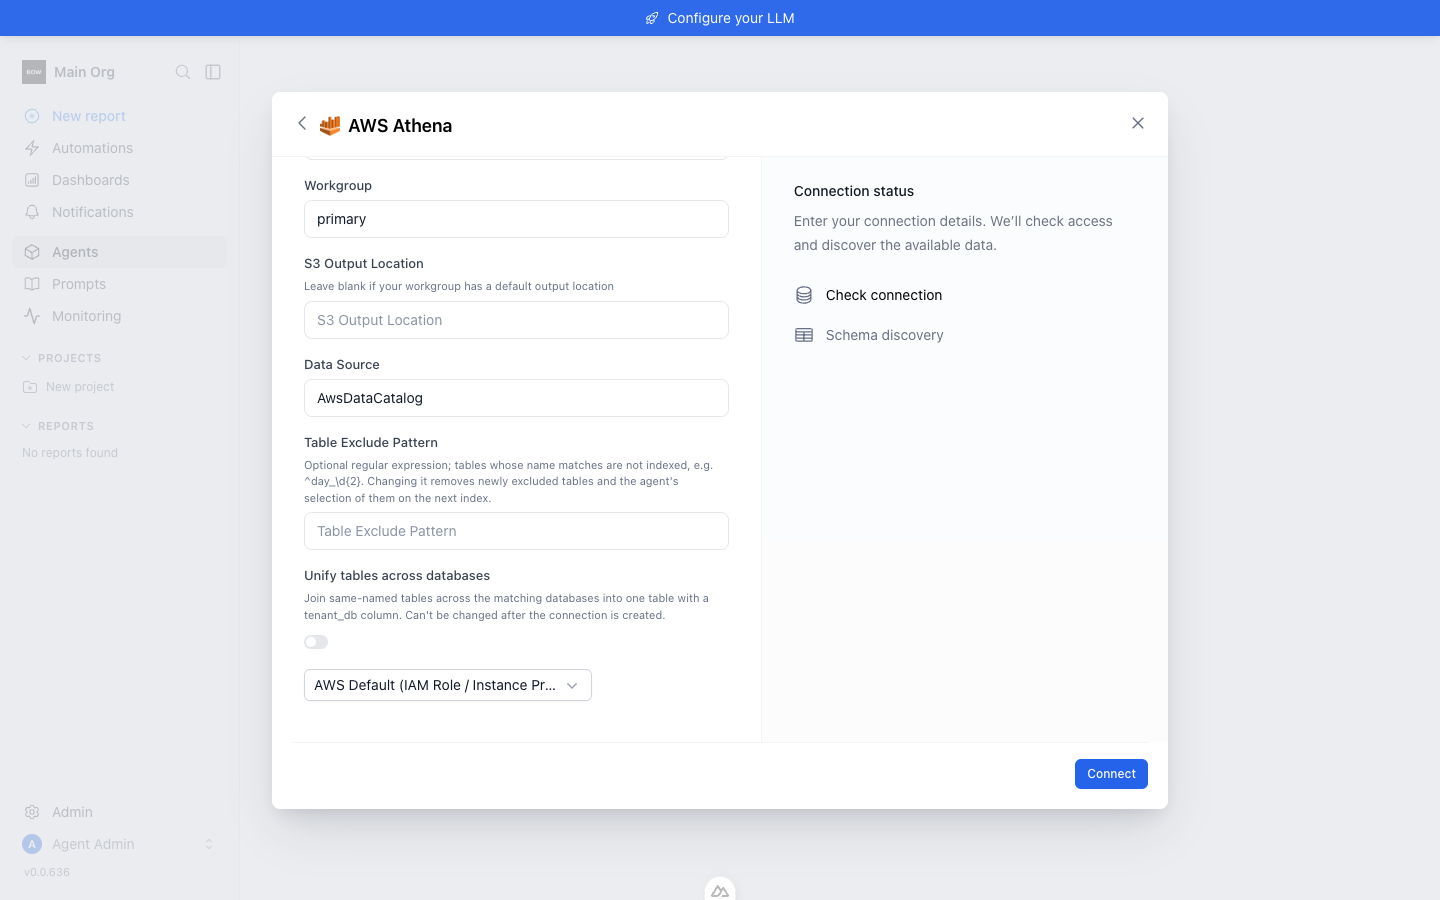 Configure your LLM
BOW
Main Org
New report
Automations
Dashboards
Notifications
Agents
Prompts
Monitoring
PROJECTS
New project
REPORTS
No reports found
Admin
A
Agent Admin
v0.0.636
AWS Athena
Workgroup
primary
S3 Output Location
Leave blank if your workgroup has a default output location
S3 Output Location
Data Source
AwsDataCatalog
Table Exclude Pattern
Optional regular expression; tables whose name matches are not indexed, e.g.
^day_\d{2}. Changing it removes newly excluded tables and the agent's
selection of them on the next index.
Table Exclude Pattern
Unify tables across databases
Join same-named tables across the matching databases into one table with a
tenant_db column. Can't be changed after the connection is created.
AWS Default (IAM Role / Instance Pr...
Connection status
Enter your connection details. We'll check access
and discover the available data.
Check connection
Schema discovery
Connect